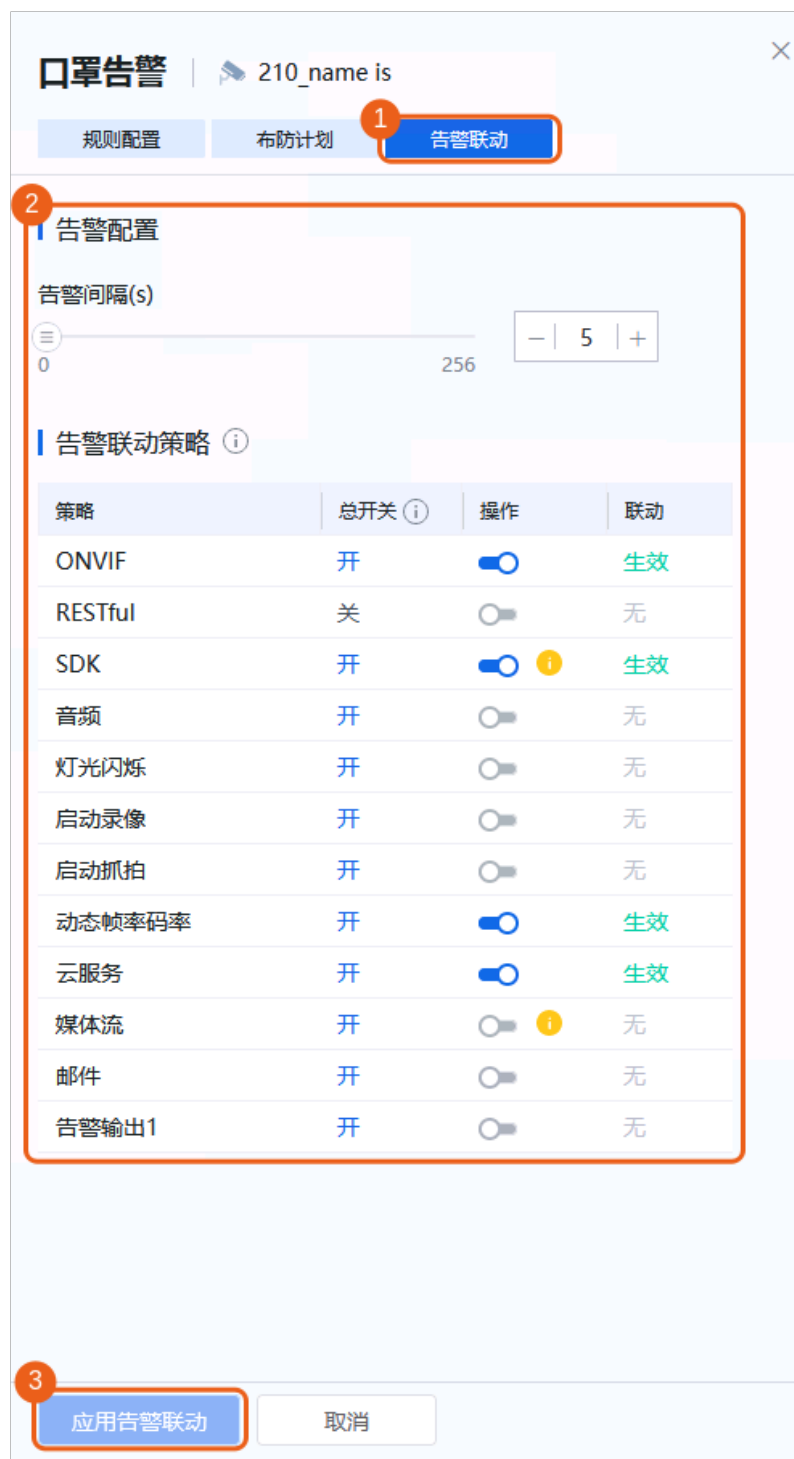 口罩告警 210_name is
规则配置 布防计划 1 告警联动
2
告警配置
告警间隔(s)
5
0 256
告警联动策略
策略 总开关 操作 联动
ONVIF 开 生效
RESTful 关 无
SDK 开 生效
音频 开 无
灯光闪烁 开 无
启动录像 开 无
启动抓拍 开 无
动态帧率码率 开 生效
云服务 开 生效
媒体流 开 无
邮件 开 无
告警输出1 开 无
3
应用告警联动 取消